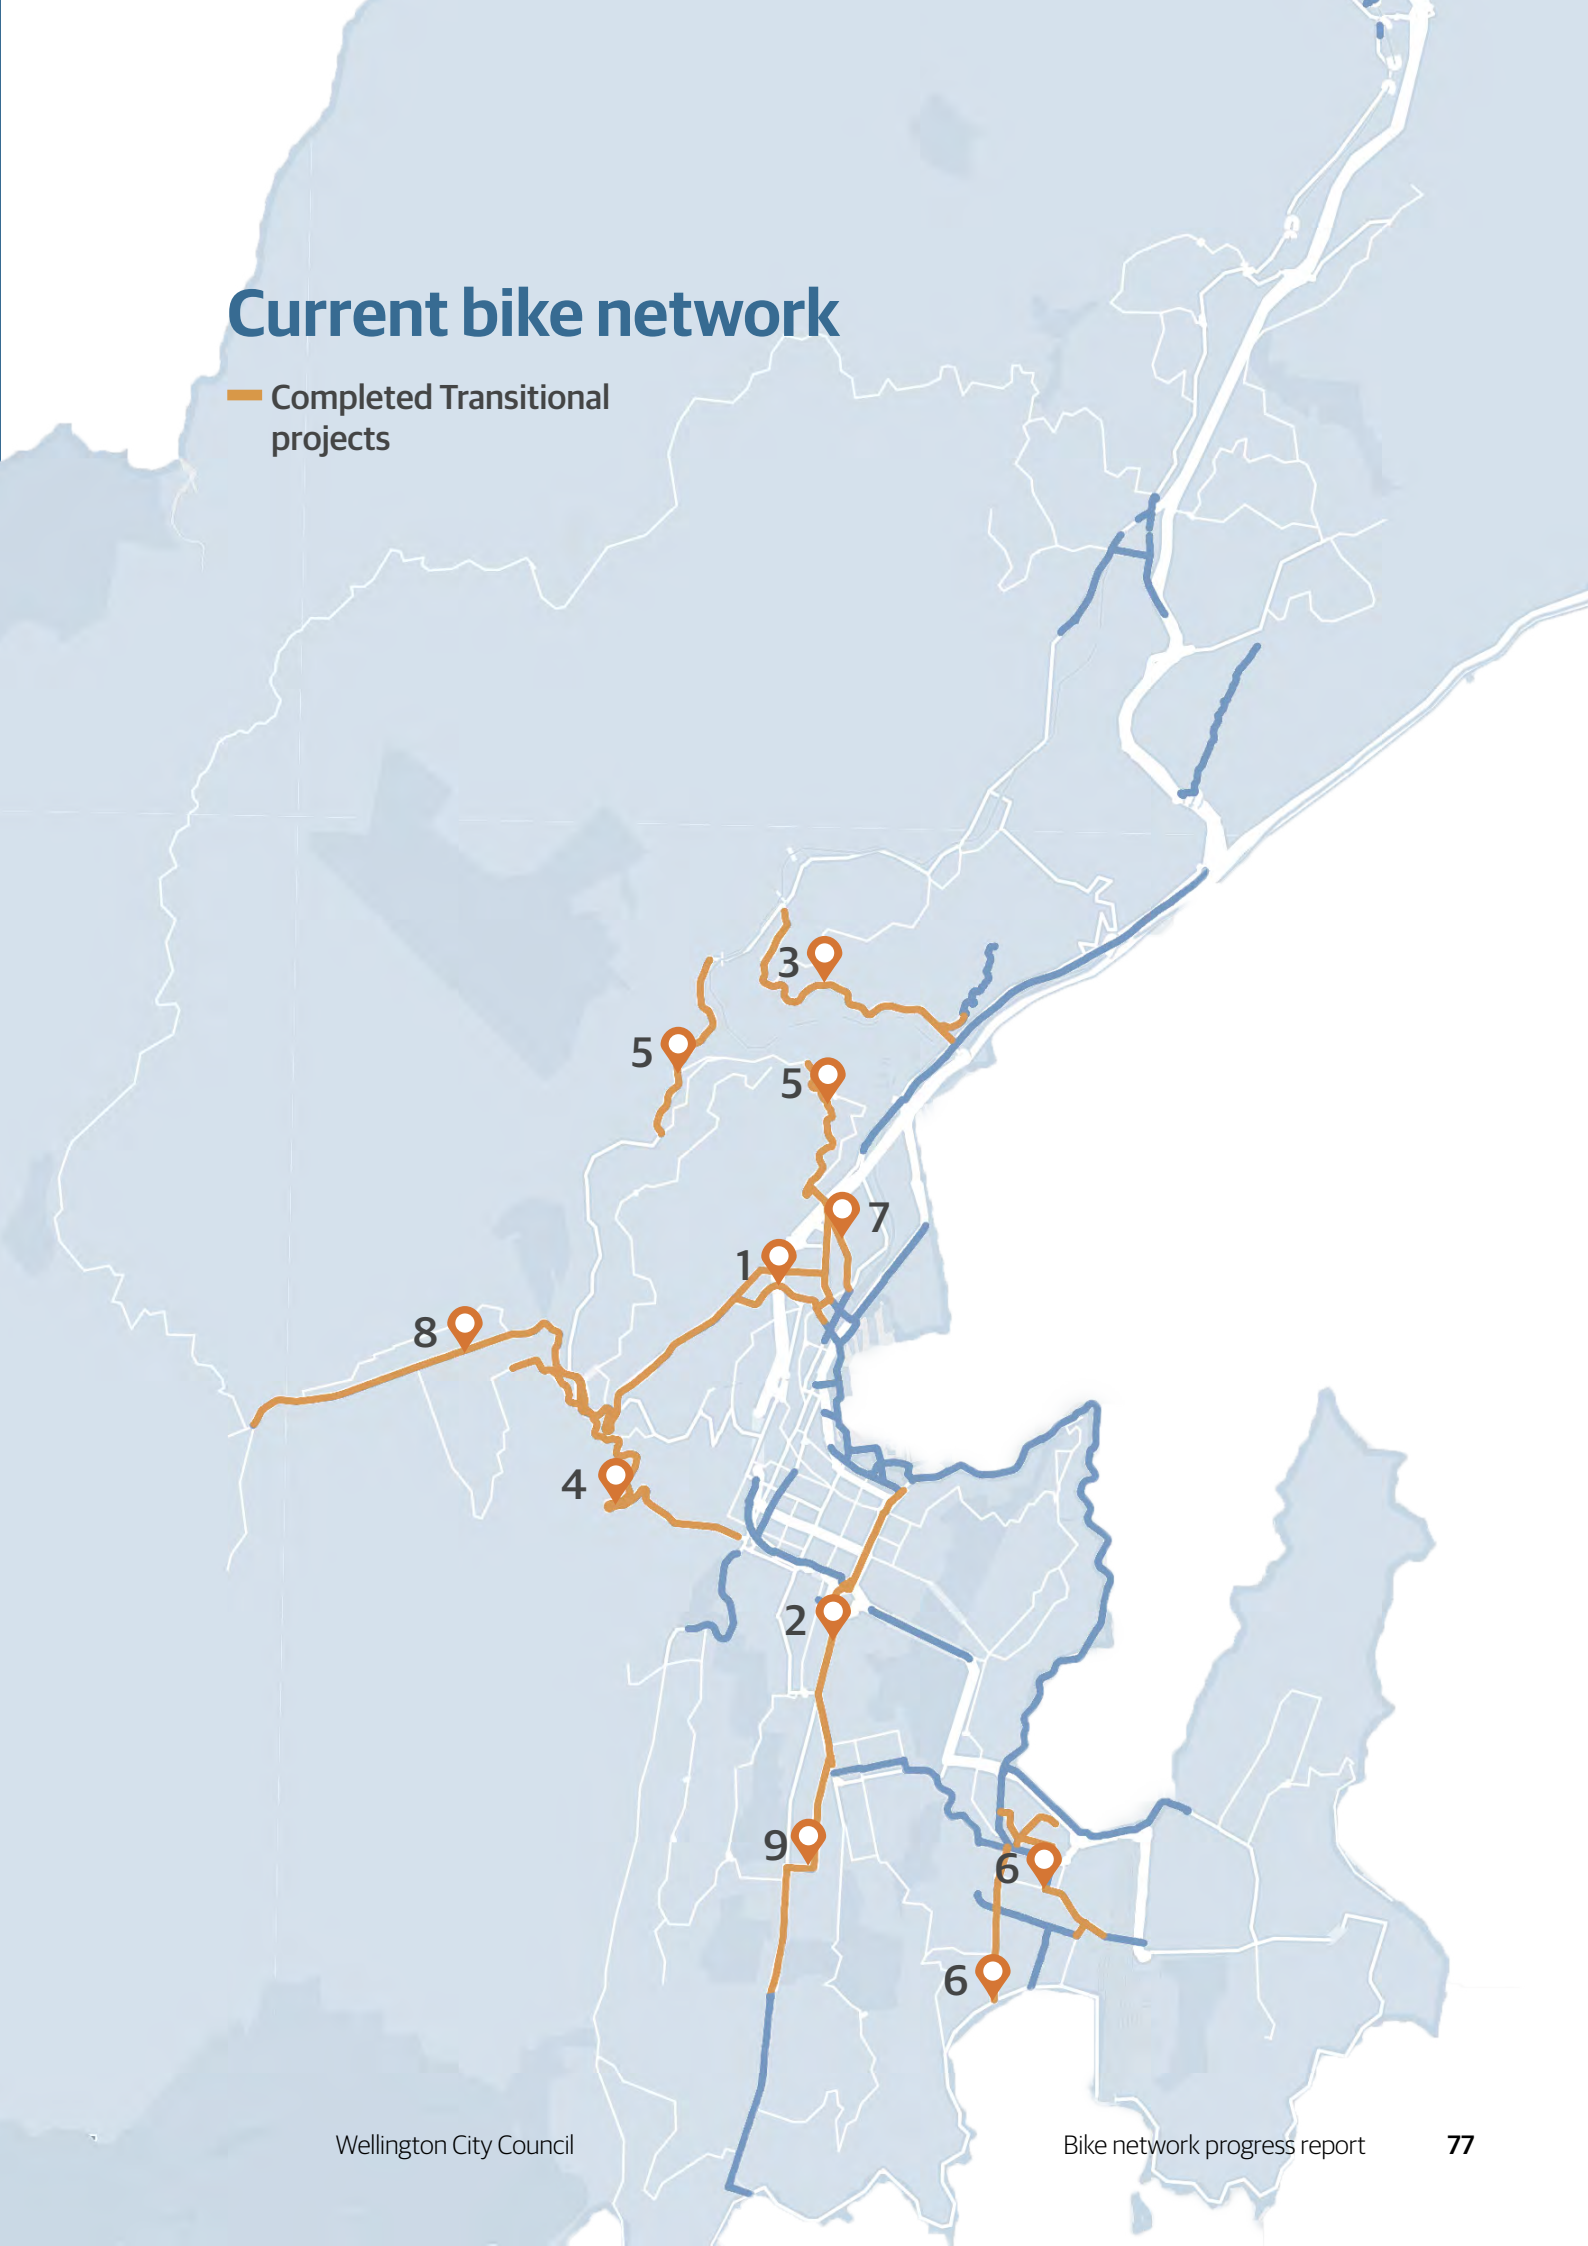 Current bike network
Completed Transitional
projects
3
5
5
7
1
8
4
2
9
6
6
Wellington City Council
Bike network progress report
77